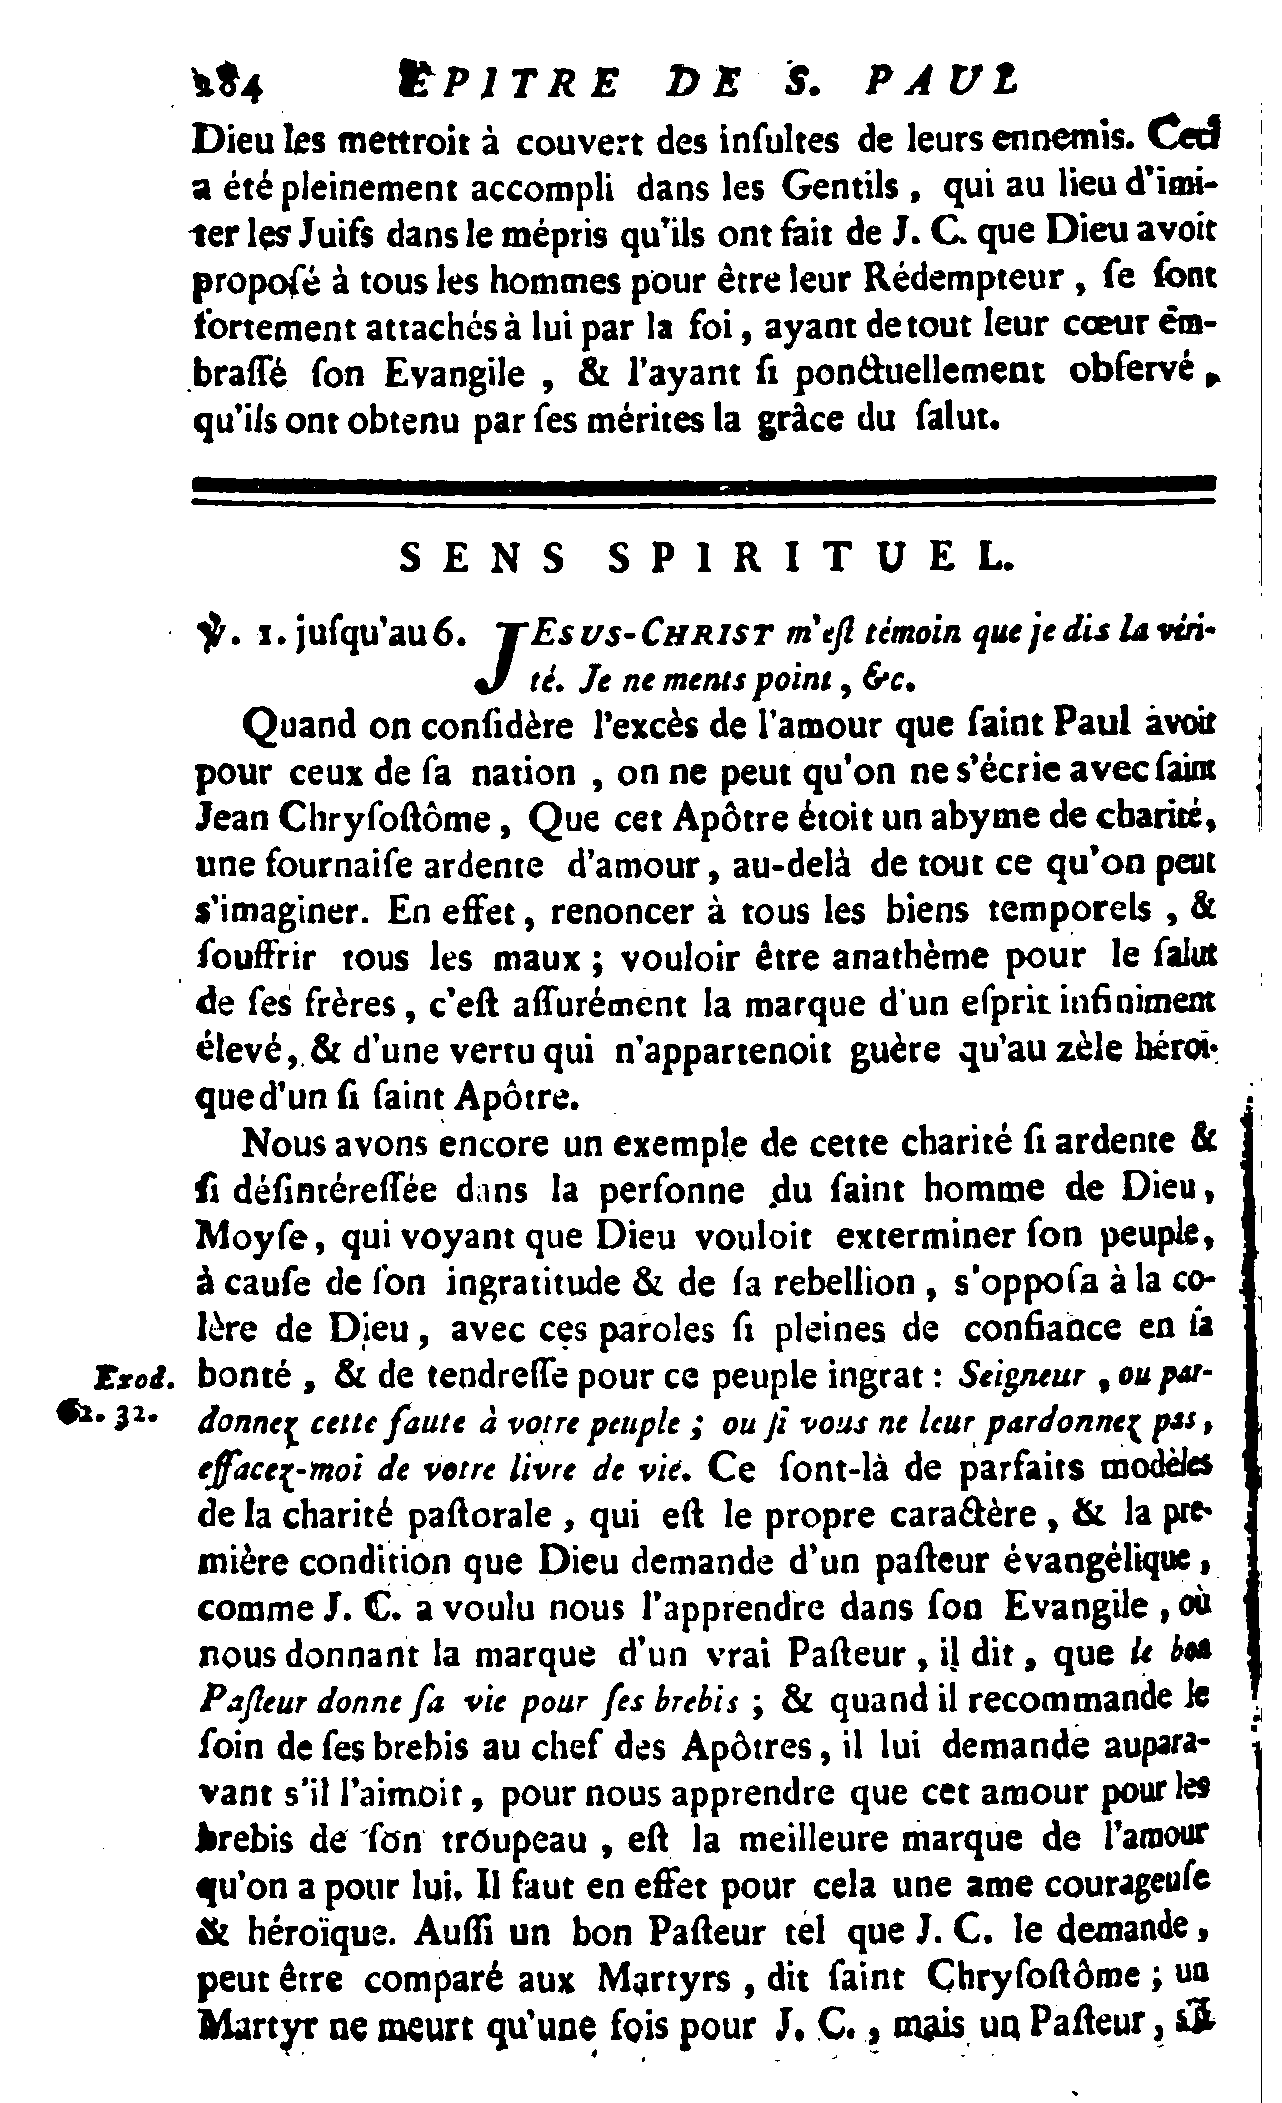 284 EPITRE DE S. PAUL
Dieu les mettroit à couvert des inſultes de leurs ennemis. Ceci
a été pleinement accompli dans les Gentils, qui au lieu d'imi-
ter les Juifs dans le mépris qu'ils ont fait de J. C. que Dieu avoit
propoſé à tous les hommes pour être leur Rédempteur, ſe ſont
fortement attachés à lui par la foi, ayant de tout leur cœur em-
braſſé ſon Evangile, & l'ayant ſi ponctuellement obſervé,
qu'ils ont obtenu par ſes mérites la grâce du ſalut.
SENS SPIRITUEL.
℣. 1. juſqu'au 6. JESUS-CHRIST m'eſt témoin que je dis la véri-
té. Je ne ments point, &c.
Quand on conſidère l'excès de l'amour que ſaint Paul avoit
pour ceux de ſa nation, on ne peut qu'on ne s'écrie avec ſaint
Jean Chryſoſtôme, Que cet Apôtre étoit un abyme de charité,
une fournaiſe ardente d'amour, au-delà de tout ce qu'on peut
s'imaginer. En effet, renoncer à tous les biens temporels, &
ſouffrir tous les maux; vouloir être anathème pour le ſalut
de ſes frères, c'eſt aſſurément la marque d'un eſprit infiniment
élevé, & d'une vertu qui n'appartenoit guère qu'au zèle héroï-
que d'un ſi ſaint Apôtre.
Nous avons encore un exemple de cette charité ſi ardente &
ſi déſintéreſſée dans la perſonne du ſaint homme de Dieu,
Moyſe, qui voyant que Dieu vouloit exterminer ſon peuple,
à cauſe de ſon ingratitude & de ſa rebellion, s'oppoſa à la co-
lère de Dieu, avec ces paroles ſi pleines de confiance en ſa
Exod. bonté, & de tendreſſe pour ce peuple ingrat: Seigneur, ou par-
32. 32. donnez cette faute à votre peuple; ou ſi vous ne leur pardonnez pas,
effacez-moi de votre livre de vie. Ce ſont-là de parfaits modèles
de la charité paſtorale, qui eſt le propre caractère, & la pre-
mière condition que Dieu demande d'un paſteur évangélique,
comme J. C. a voulu nous l'apprendre dans ſon Evangile, où
nous donnant la marque d'un vrai Paſteur, il dit, que le bon
Paſteur donne ſa vie pour ſes brebis; & quand il recommande le
ſoin de ſes brebis au chef des Apôtres, il lui demande aupara-
vant s'il l'aimoit, pour nous apprendre que cet amour pour les
brebis de ſon troupeau, eſt la meilleure marque de l'amour
qu'on a pour lui. Il faut en effet pour cela une ame courageuſe
& héroïque. Auſſi un bon Paſteur tel que J. C. le demande,
peut être comparé aux Martyrs, dit ſaint Chryſoſtôme; un
Martyr ne meurt qu'une fois pour J. C., mais un Paſteur, s'il